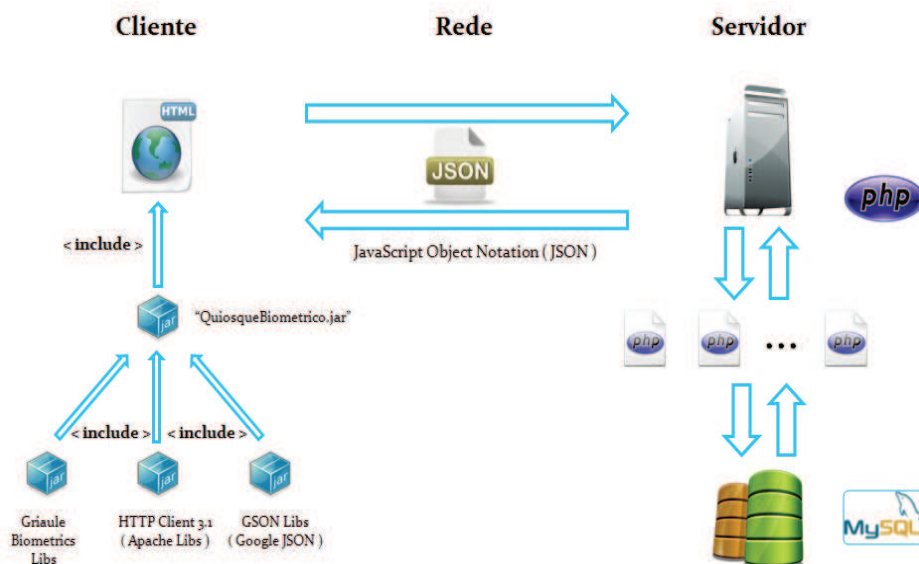 Cliente
Rede
Servidor
HTML
JSON
php
< include >
JavaScript Object Notation ( JSON )
jar
"QuiosqueBiometrico.jar"
php
php
...
php
< include >
< include >
jar
jar
jar
Griaule
Biometrics
Libs
HTTP Client 3.1
( Apache Libs )
GSON Libs
( Google JSON )
MySQL